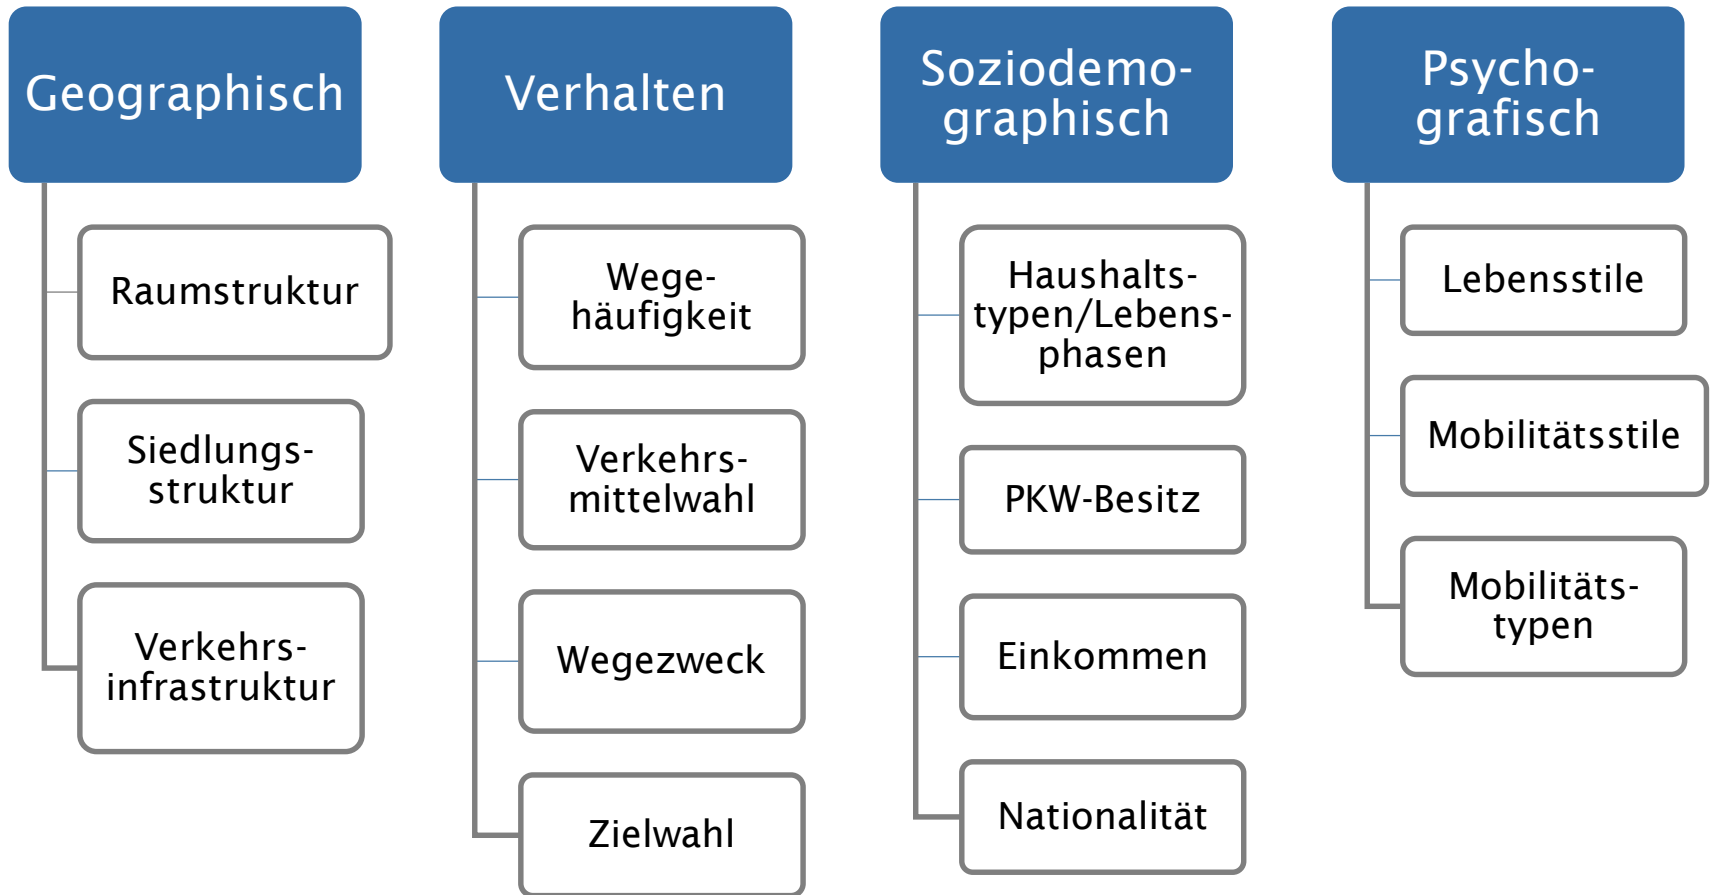 Geographisch
Raumstruktur
Siedlungs-
struktur
Verkehrs-
infrastruktur
Verhalten
Wege-
häufigkeit
Verkehrs-
mittelwahl
Wegezweck
Zielwahl
Soziodemo-
graphisch
Haushalts-
typen/Lebens-
phasen
PKW-Besitz
Einkommen
Nationalität
Psycho-
grafisch
Lebensstile
Mobilitätsstile
Mobilitäts-
typen